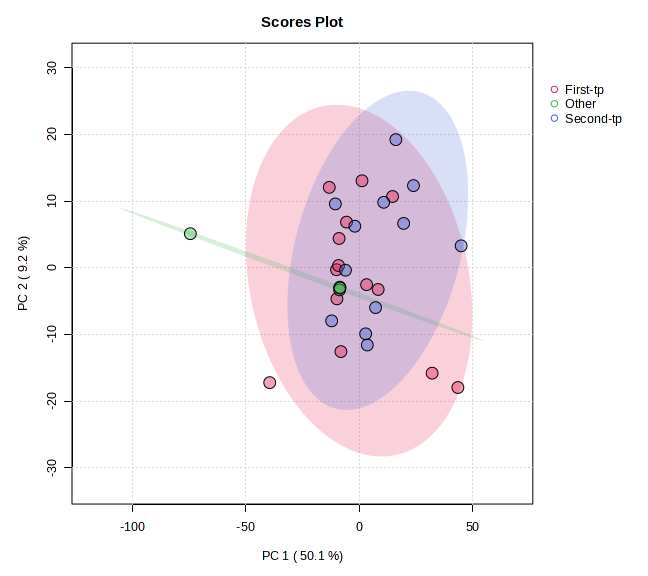 Scores Plot
First-tp
Other
Second-tp
30
20
10
0
-10
-20
-30
PC 2 ( 9.2 %)
-100
-50
0
50
PC 1 ( 50.1 %)